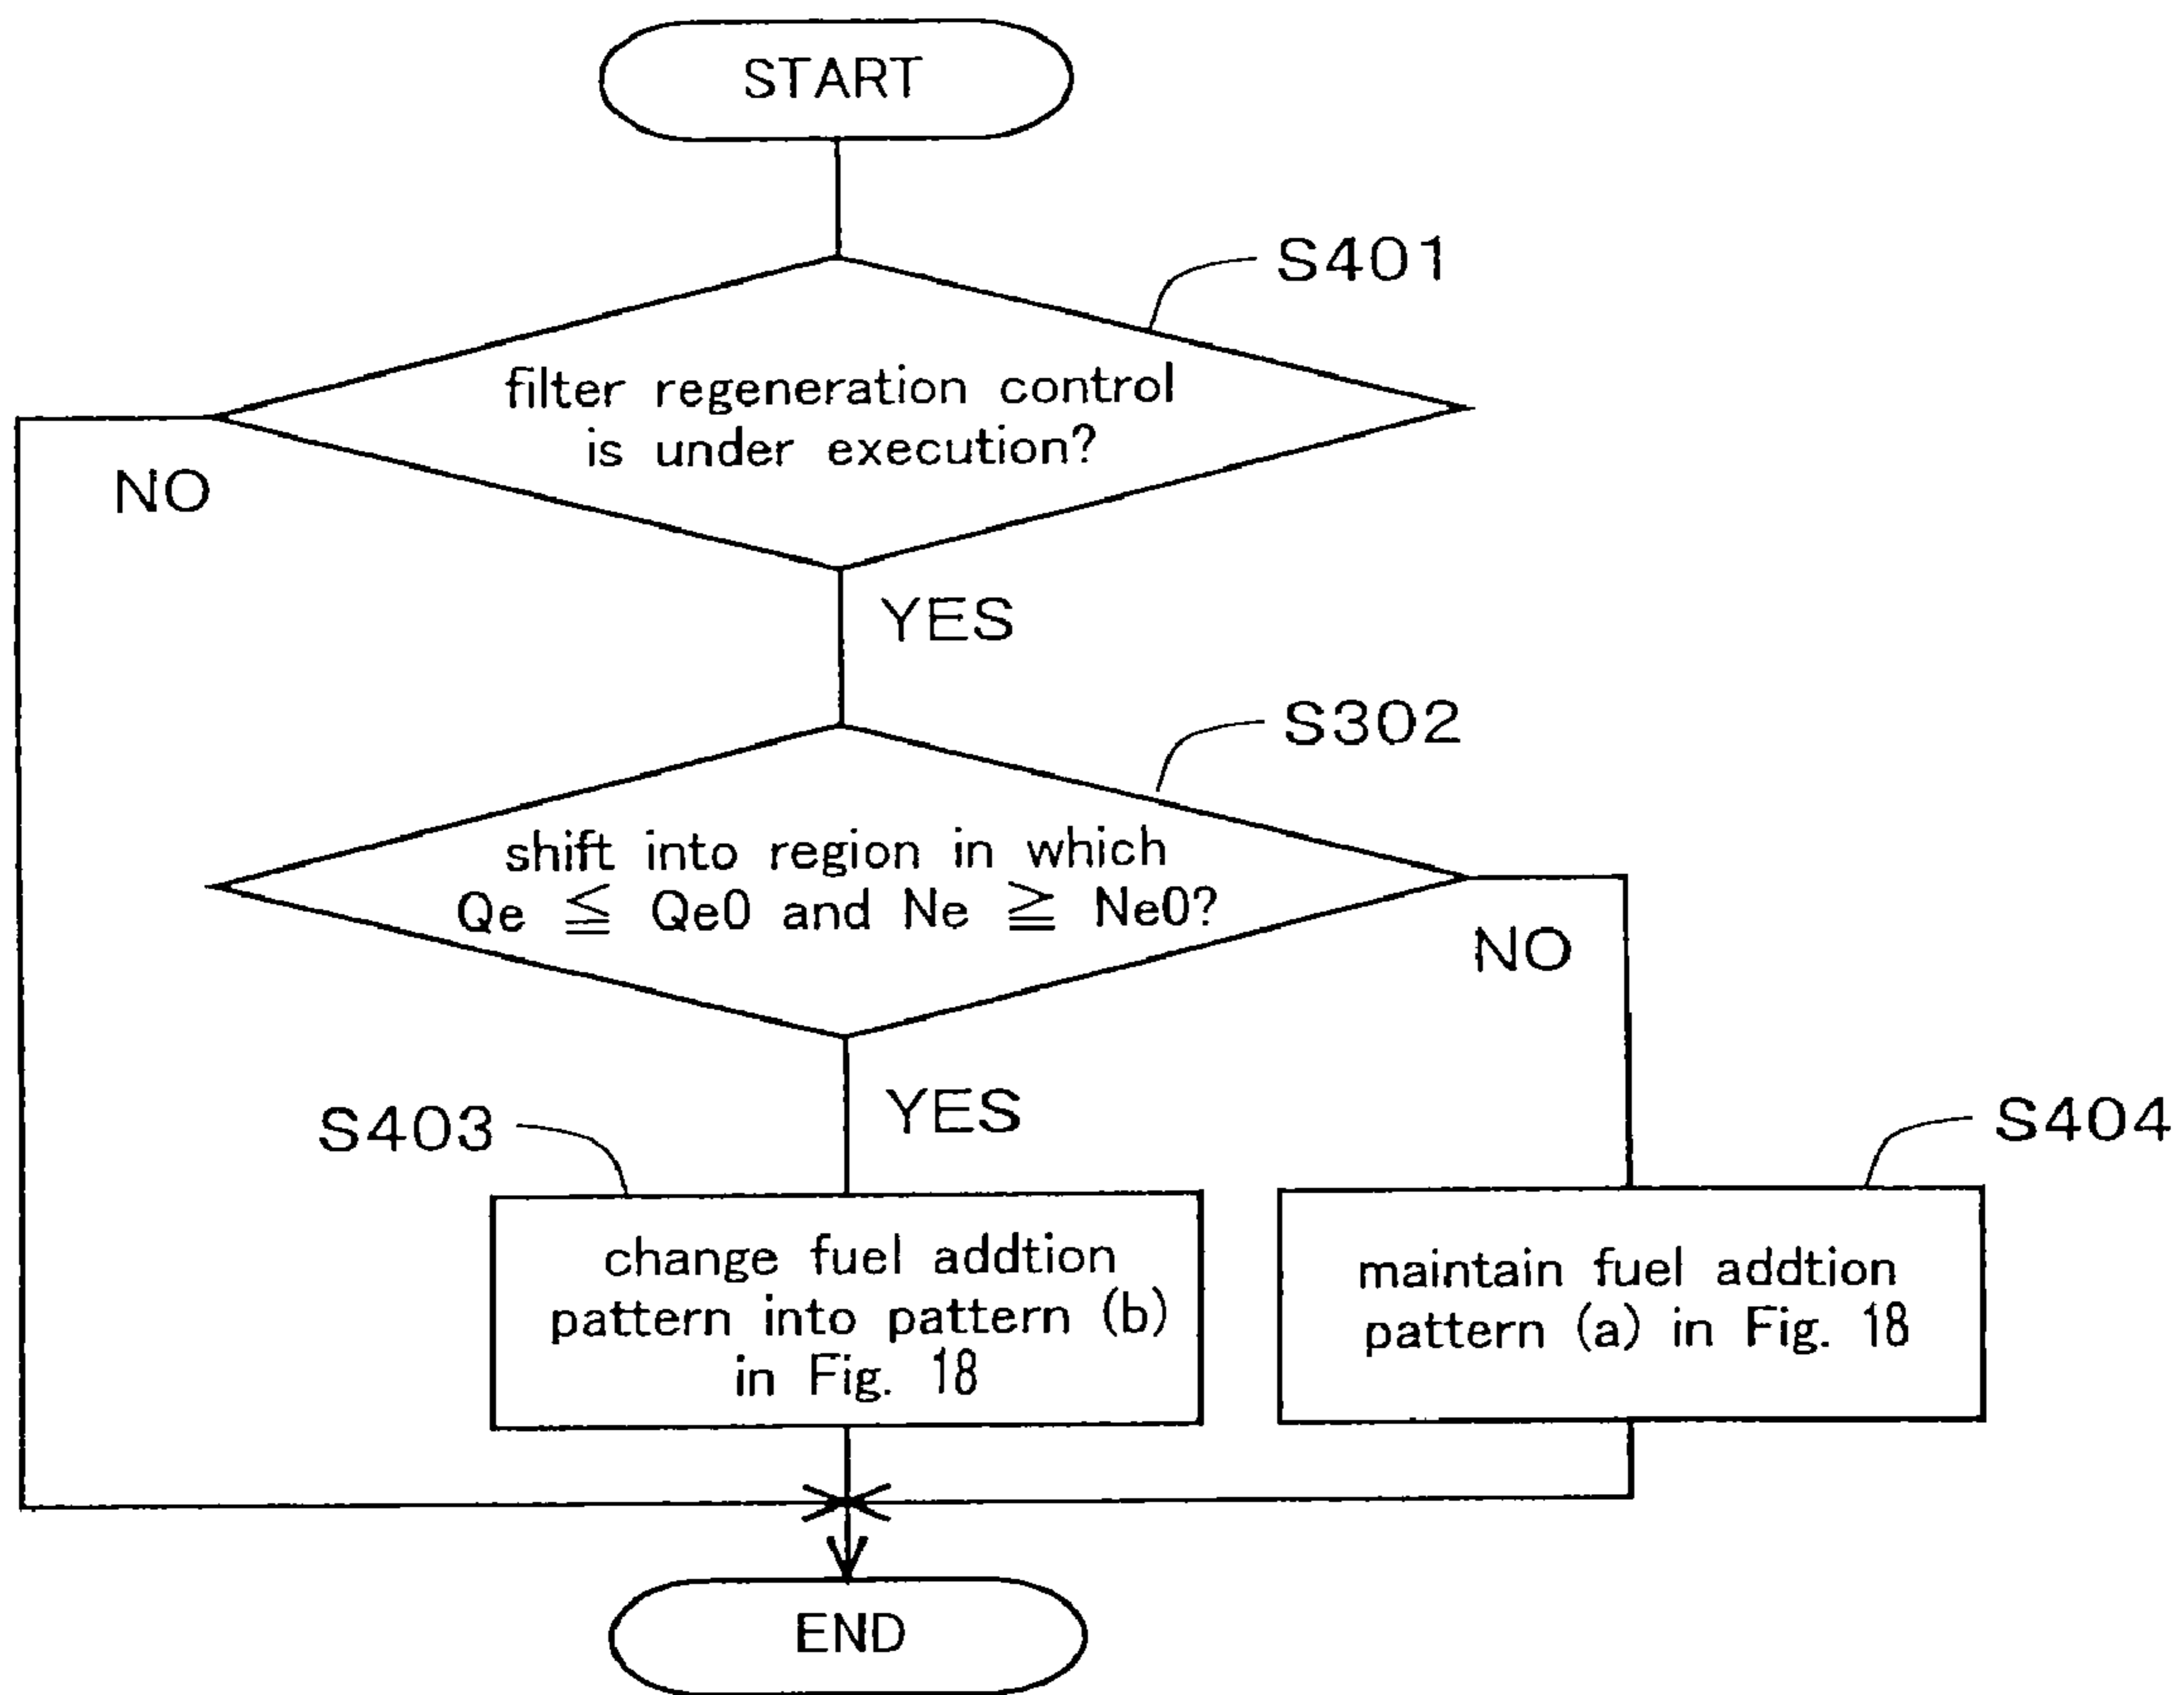 START
S401
filter regeneration control
is under execution?
NO
YES
S302
shift into region in which
Qe ≦ Qe0 and Ne ≧ Ne0?
NO
YES
S403
S404
change fuel addtion
pattern into pattern (b)
in Fig. 18
maintain fuel addtion
pattern (a) in Fig. 18
END